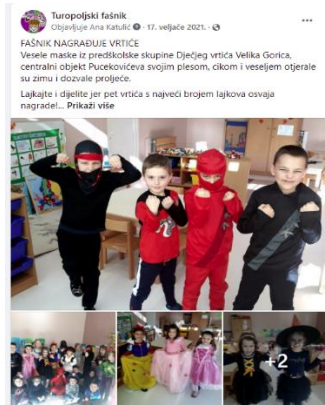 Turopoljski fašnik
Objavljuje Ana Katulić · 17. veljače 2021. ·
FAŠNIK NAGRAĐUJE VRTIĆE
Vesele maske iz predškolske skupine Dječjeg vrtića Velika Gorica,
centralni objekt Pucekovićeva svojim plesom, cikom i veseljem otjerale
su zimu i dozvale proljeće.
Lajkajte i dijelite jer pet vrtića s najveći brojem lajkova osvaja
nagrade!... Prikaži više
+2